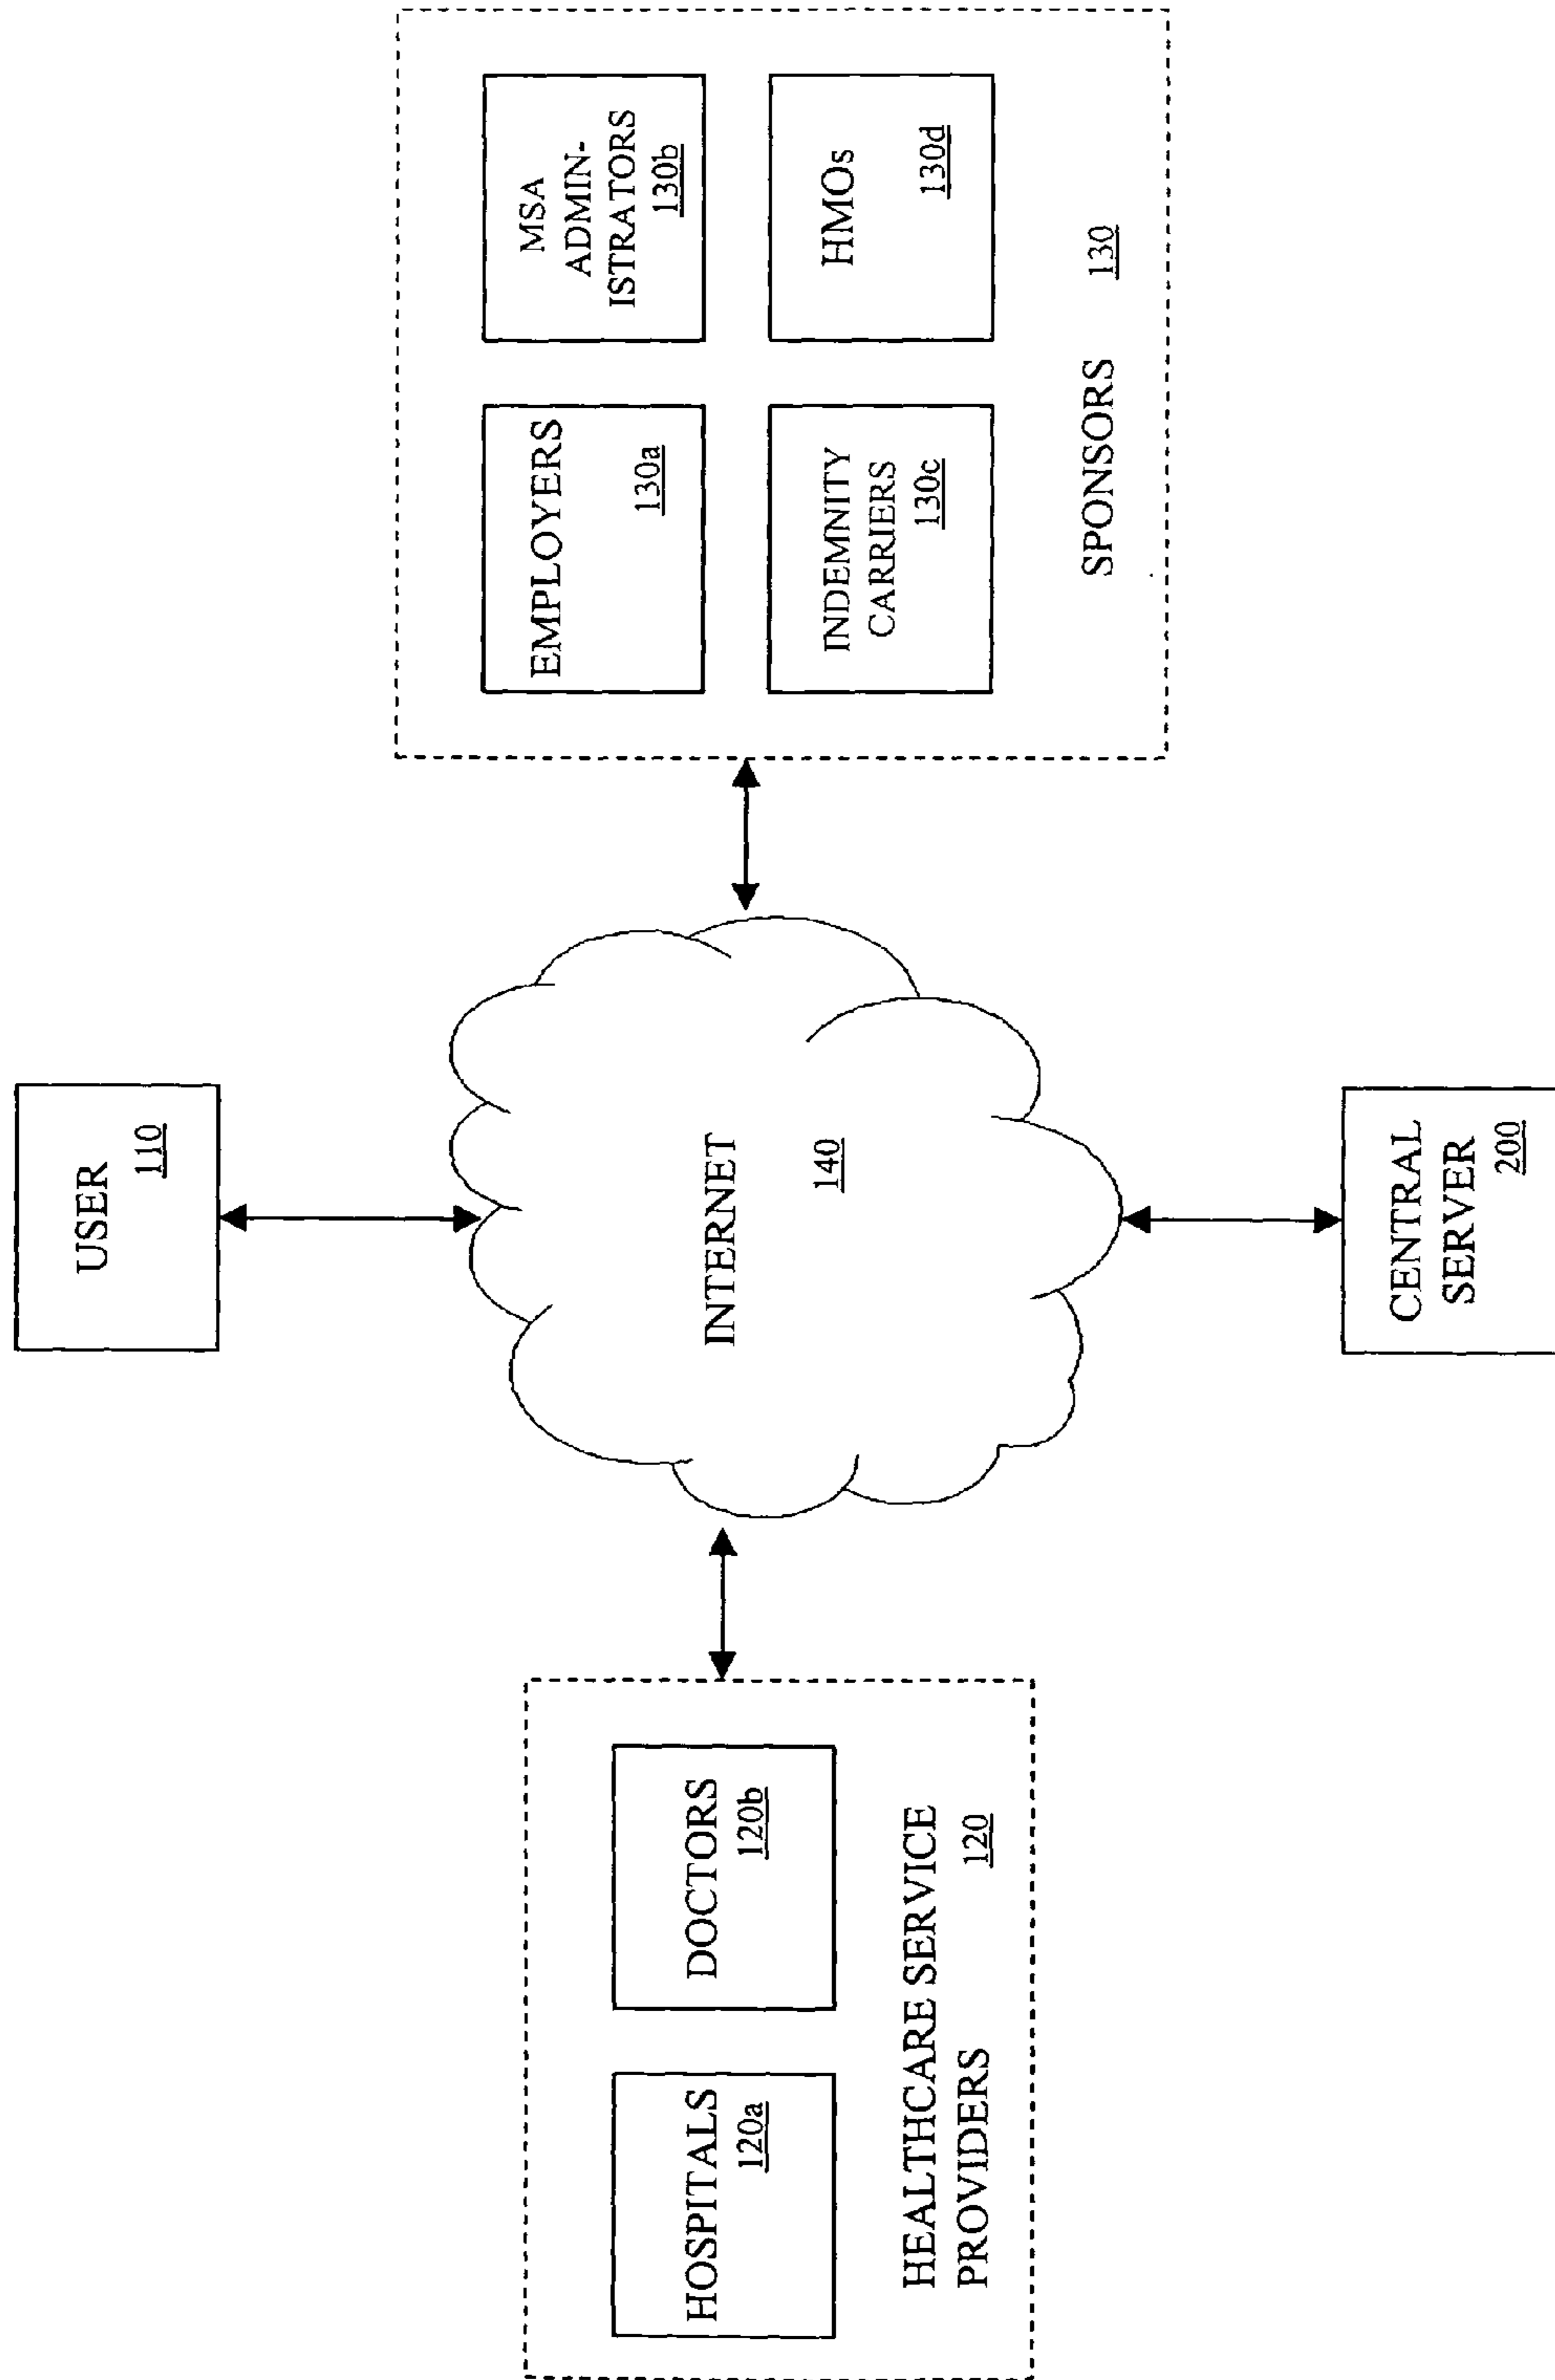 USER
110
HOSPITALS
120a
DOCTORS
120b
HEALTHCARE SERVICE
PROVIDERS
120
INTERNET
140
EMPLOYERS
130a
MSA
ADMIN-
ISTRATORS
130b
INDEMNITY
CARRIERS
130c
HMOs
130d
SPONSORS
130
CENTRAL
SERVER
200